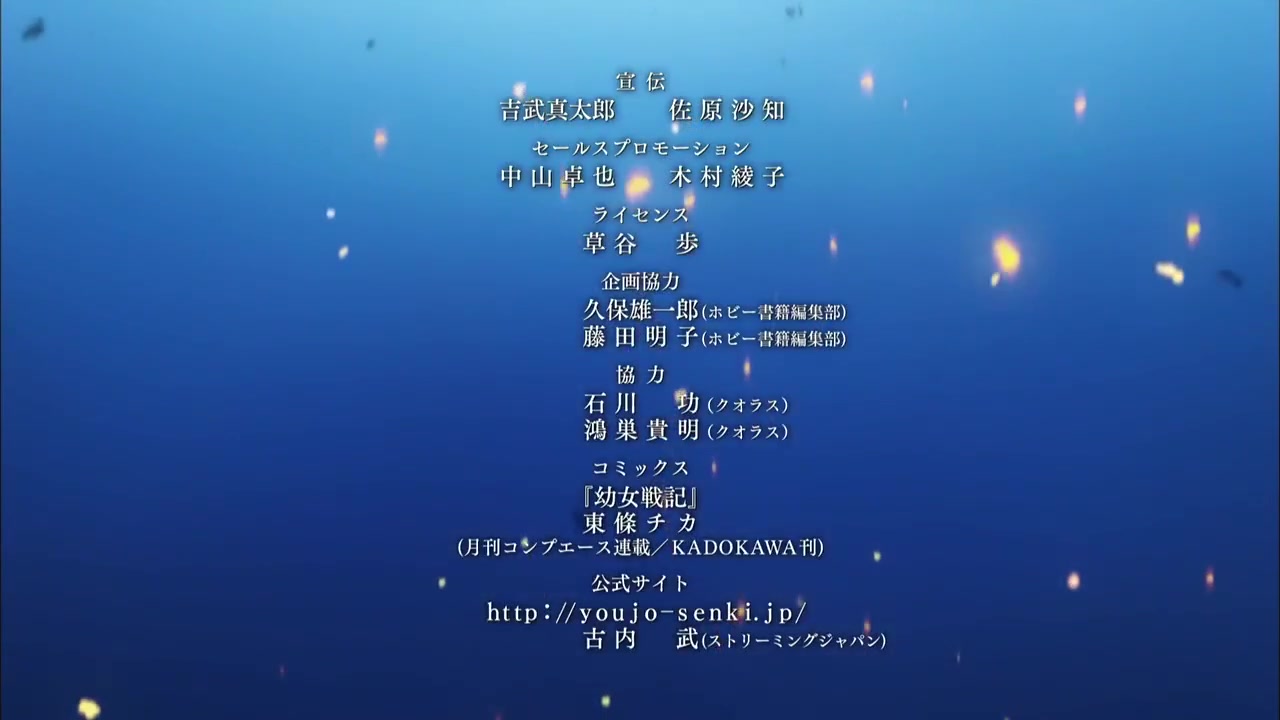 宣伝
吉武真太郎 佐原沙知
セールスプロモーション
中山卓也 木村綾子
ライセンス
草谷 歩
企画協力
久保雄一郎(ホビー書籍編集部)
藤田明子(ホビー書籍編集部)
協力
石川 功(クオラス)
鴻巣貴明(クオラス)
コミックス
『幼女戦記』
東條チカ
(月刊コンプエース連載／KADOKAWA刊)
公式サイト
http://youjo-senki.jp/
古内 武(ストリーミングジャパン)